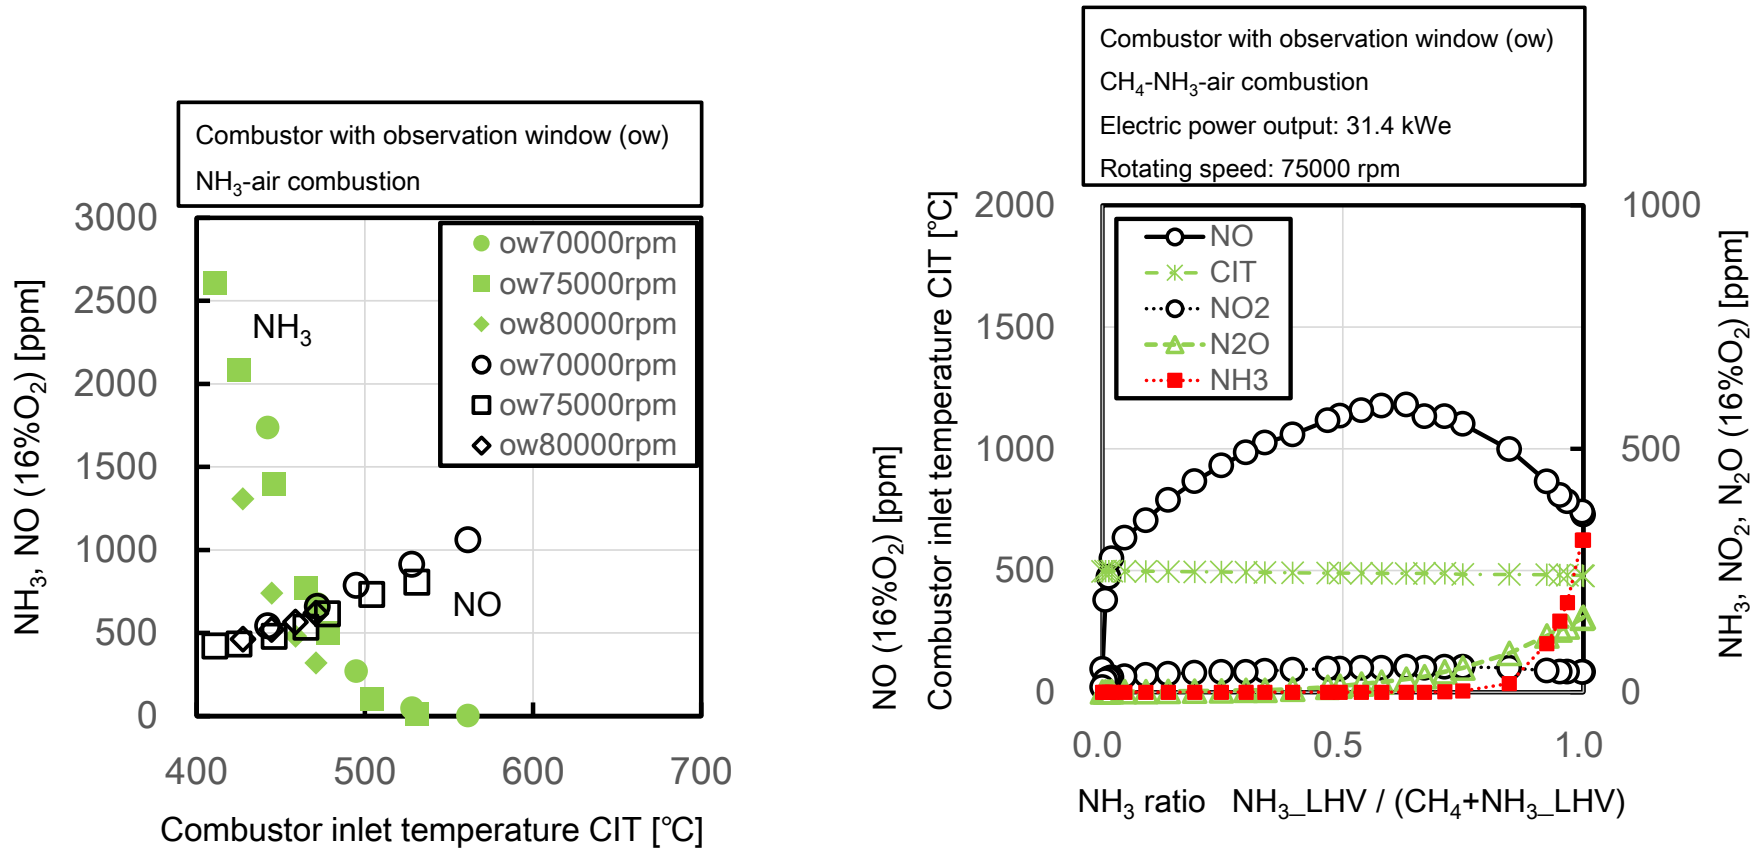 Combustor with observation window (ow)
NH₃-air combustion
3000
2500
2000
1500
1000
500
0
400
500
600
700
NH₃, NO (16%O₂) [ppm]
Combustor inlet temperature CIT [°C]
ow70000rpm
ow75000rpm
ow80000rpm
ow70000rpm
ow75000rpm
ow80000rpm
NH₃
NO
Combustor with observation window (ow)
CH₄-NH₃-air combustion
Electric power output: 31.4 kWe
Rotating speed: 75000 rpm
NO (16%O₂) [ppm]
Combustor inlet temperature CIT [°C]
2000
1500
1000
500
0
NO
CIT
NO2
N2O
NH3
1000
500
0
NH₃, NO₂, N₂O (16%O₂) [ppm]
0.0
0.5
1.0
NH₃ ratio NH₃_LHV / (CH₄+NH₃_LHV)